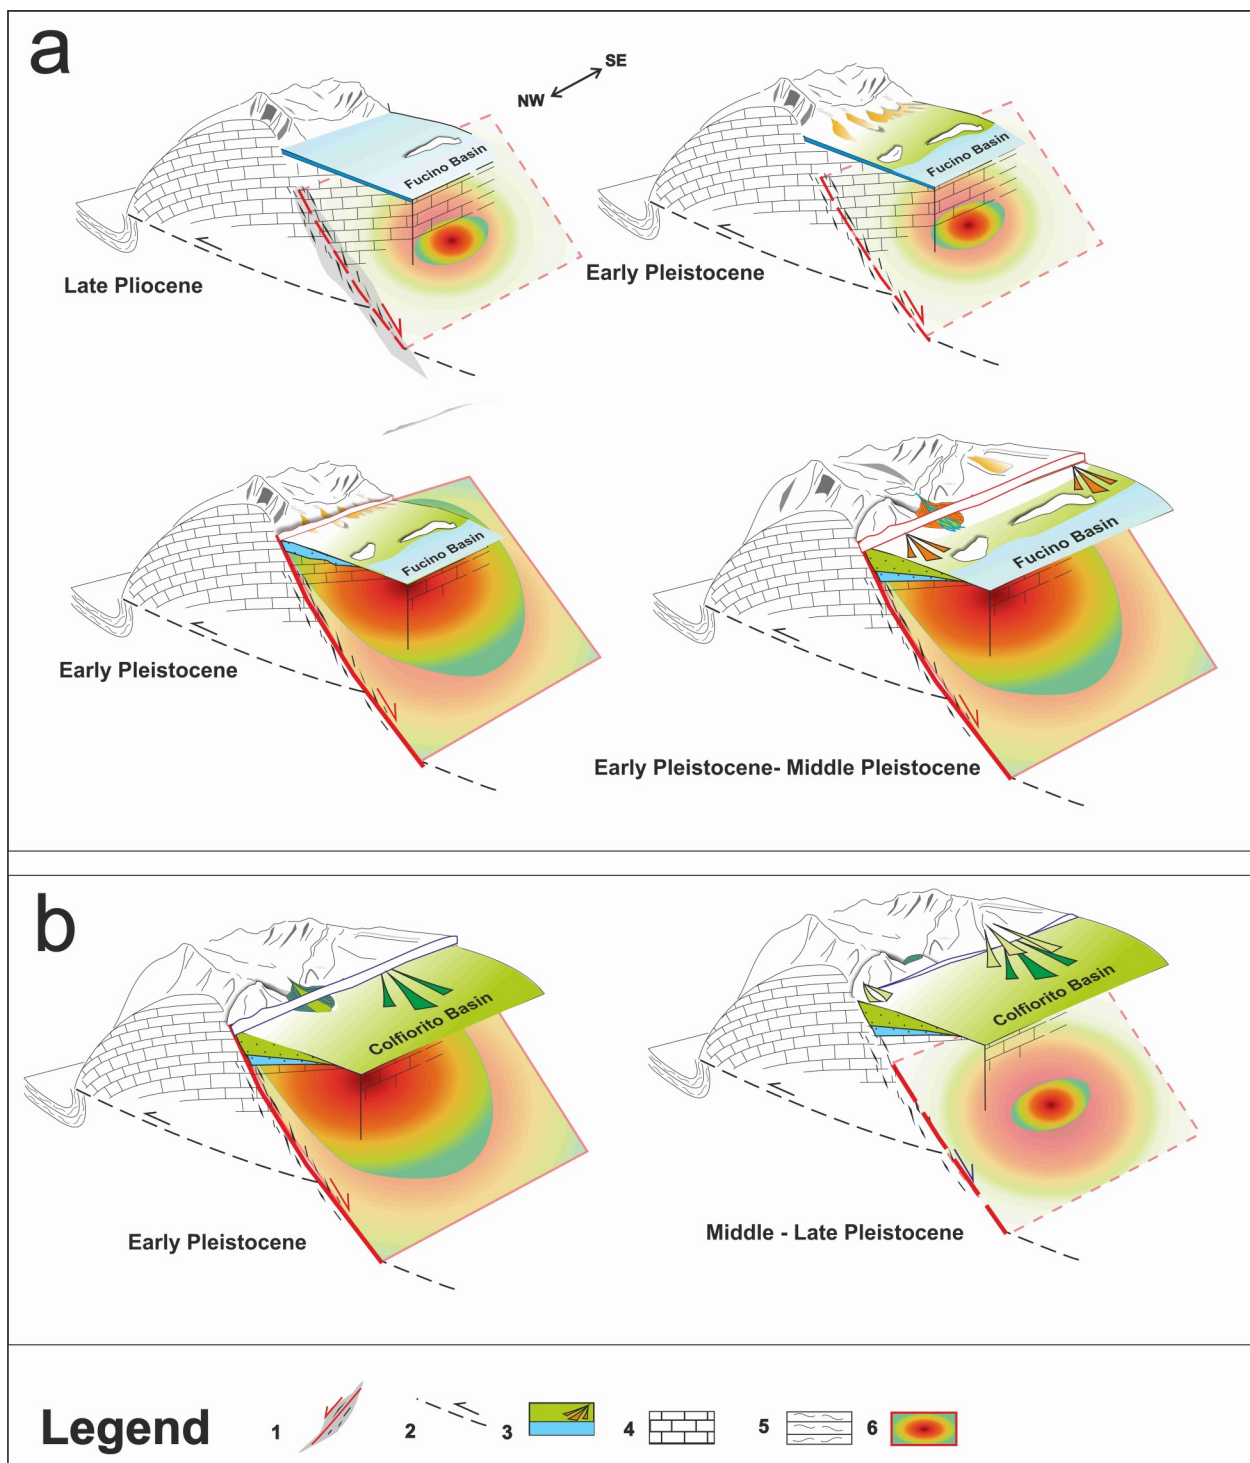 a
SE
NW
Fucino Basin
Late Pliocene
Fucino Basin
Early Pleistocene
Fucino Basin
Early Pleistocene
Fucino Basin
Early Pleistocene- Middle Pleistocene
b
Colfiorito Basin
Early Pleistocene
Colfiorito Basin
Middle - Late Pleistocene
Legend 1 2 3 4 5 6